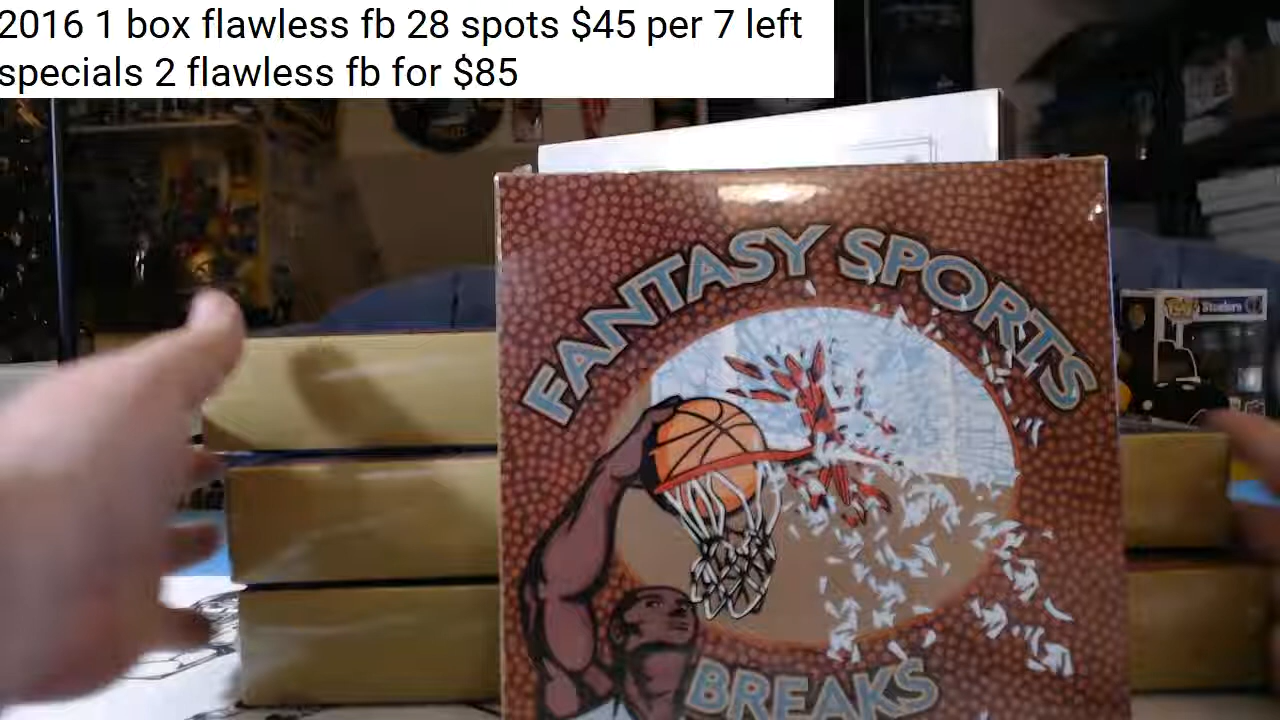 2016 1 box flawless fb 28 spots $45 per 7 left
specials 2 flawless fb for $85
FANTASY SPORTS
BREAKS
Steelers